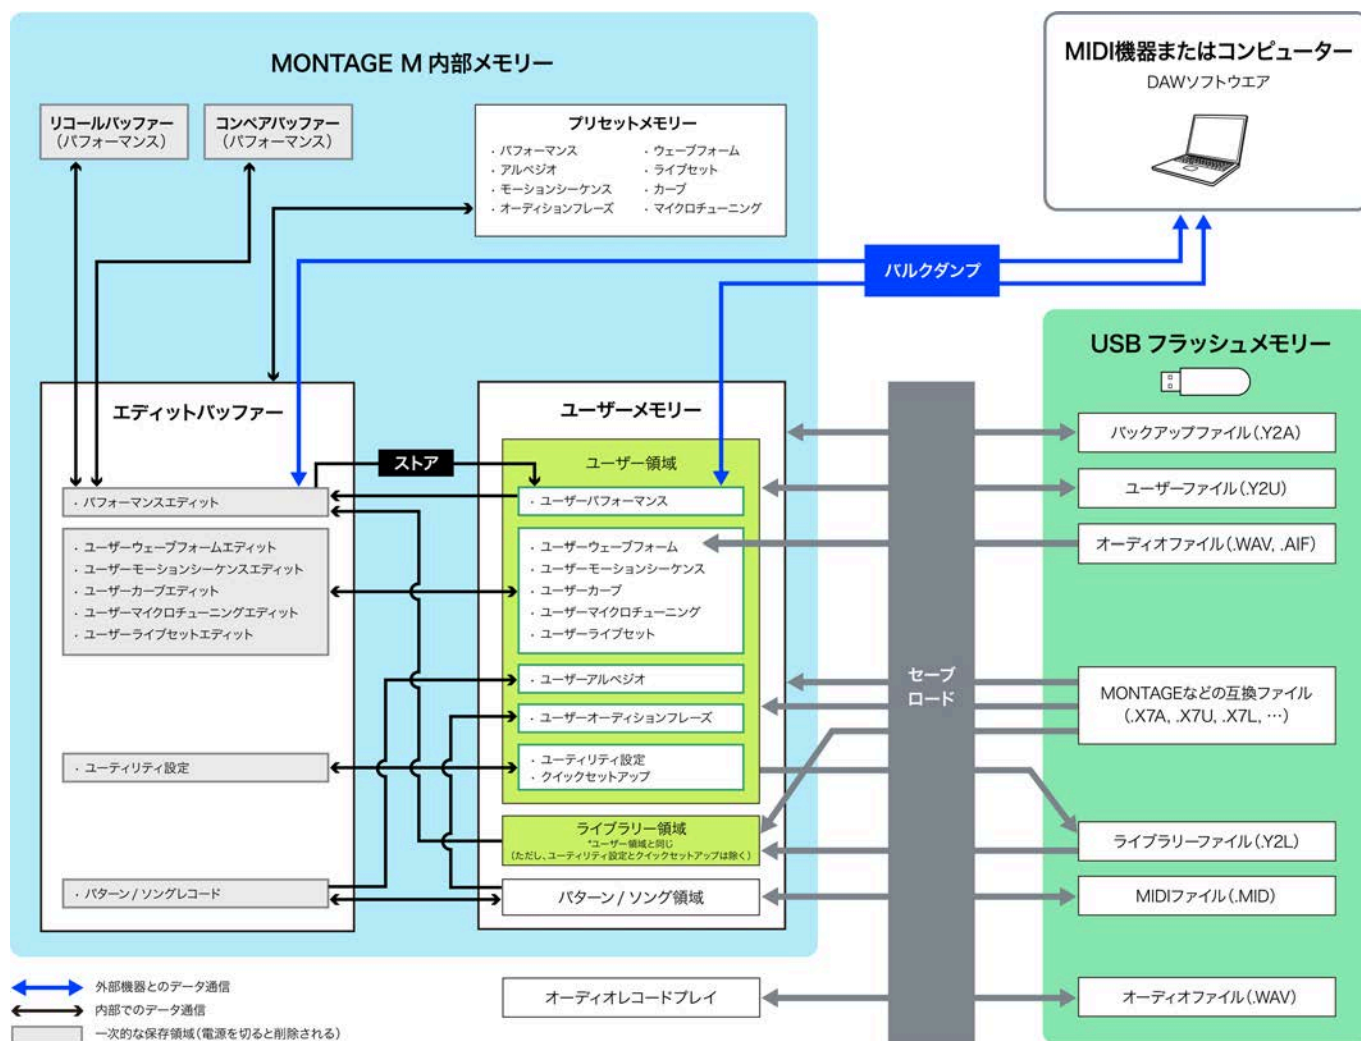 MONTAGE M 内部メモリー
リコールバッファー
(パフォーマンス)
コンペアバッファー
(パフォーマンス)
プリセットメモリー
・ パフォーマンス
・ アルペジオ
・ モーションシーケンス
・ オーディションフレーズ
・ ウェーブフォーム
・ ライブセット
・ カーブ
・ マイクロチューニング
MIDI機器またはコンピューター
DAWソフトウエア
バルクダンプ
USB フラッシュメモリー
エディットバッファー
・ パフォーマンスエディット
・ ユーザーウェーブフォームエディット
・ ユーザーモーションシーケンスエディット
・ ユーザーカーブエディット
・ ユーザーマイクロチューニングエディット
・ ユーザーライブセットエディット
・ ユーティリティ設定
・ パターン / ソングレコード
ストア
ユーザーメモリー
ユーザー領域
・ ユーザーパフォーマンス
・ ユーザーウェーブフォーム
・ ユーザーモーションシーケンス
・ ユーザーカーブ
・ ユーザーマイクロチューニング
・ ユーザーライブセット
・ ユーザーアルペジオ
・ ユーザーオーディションフレーズ
・ ユーティリティ設定
・ クイックセットアップ
ライブラリー領域
*ユーザー領域と同じ
(ただし、ユーティリティ設定とクイックセットアップは除く)
パターン / ソング領域
オーディオレコードプレイ
セーブ
ロード
バックアップファイル(.Y2A)
ユーザーファイル(.Y2U)
オーディオファイル(.WAV, .AIF)
MONTAGEなどの互換ファイル
(.X7A, .X7U, .X7L, …)
ライブラリーファイル(.Y2L)
MIDIファイル(.MID)
オーディオファイル(.WAV)
外部機器とのデータ通信
内部でのデータ通信
一次的な保存領域(電源を切ると削除される)